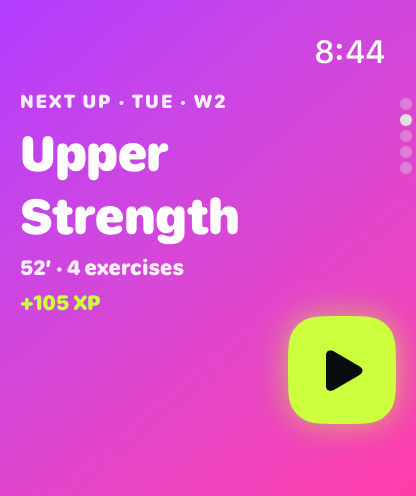 8:44
NEXT UP · TUE · W2
Upper
Strength
52′ · 4 exercises
+105 XP